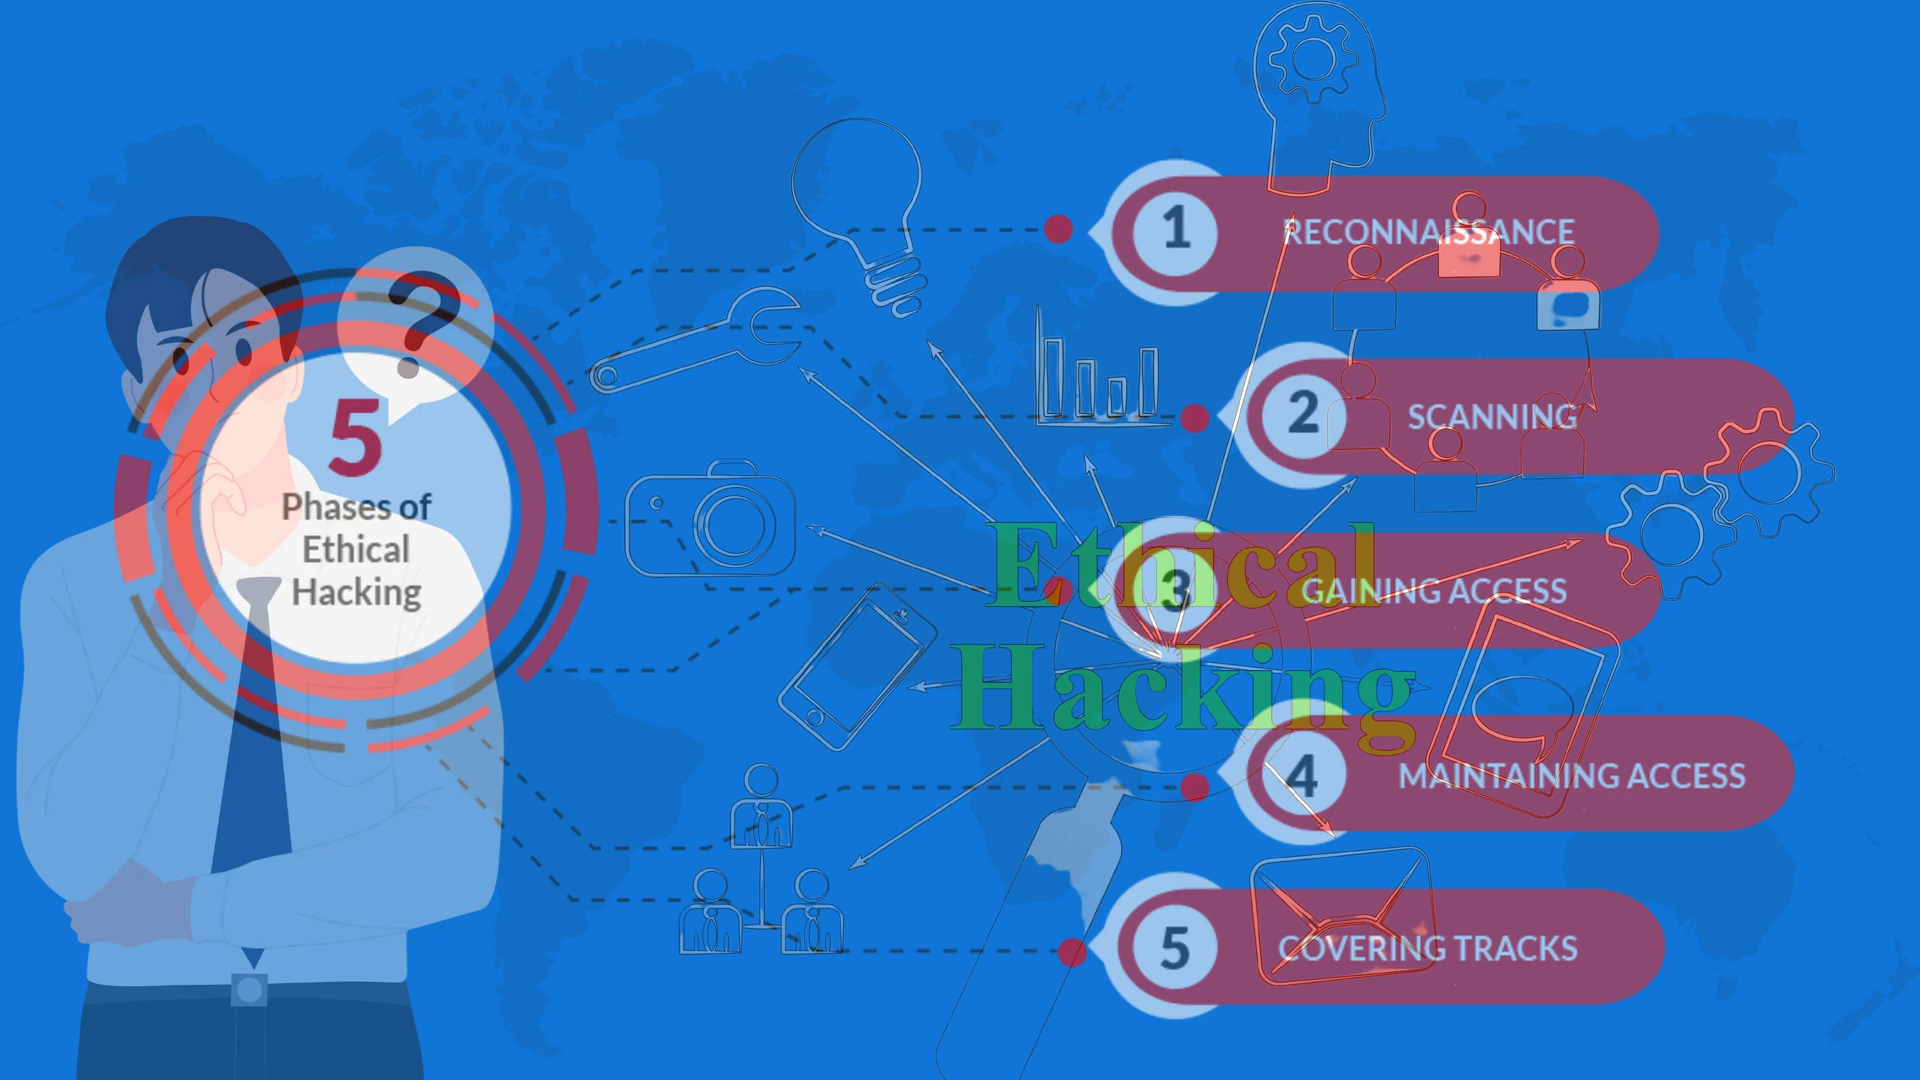 ?
5
Phases of
Ethical
Hacking
1
RECONNAISSANCE
2
SCANNING
Ethical
Hacking
3
GAINING ACCESS
4
MAINTAINING ACCESS
5
COVERING TRACKS